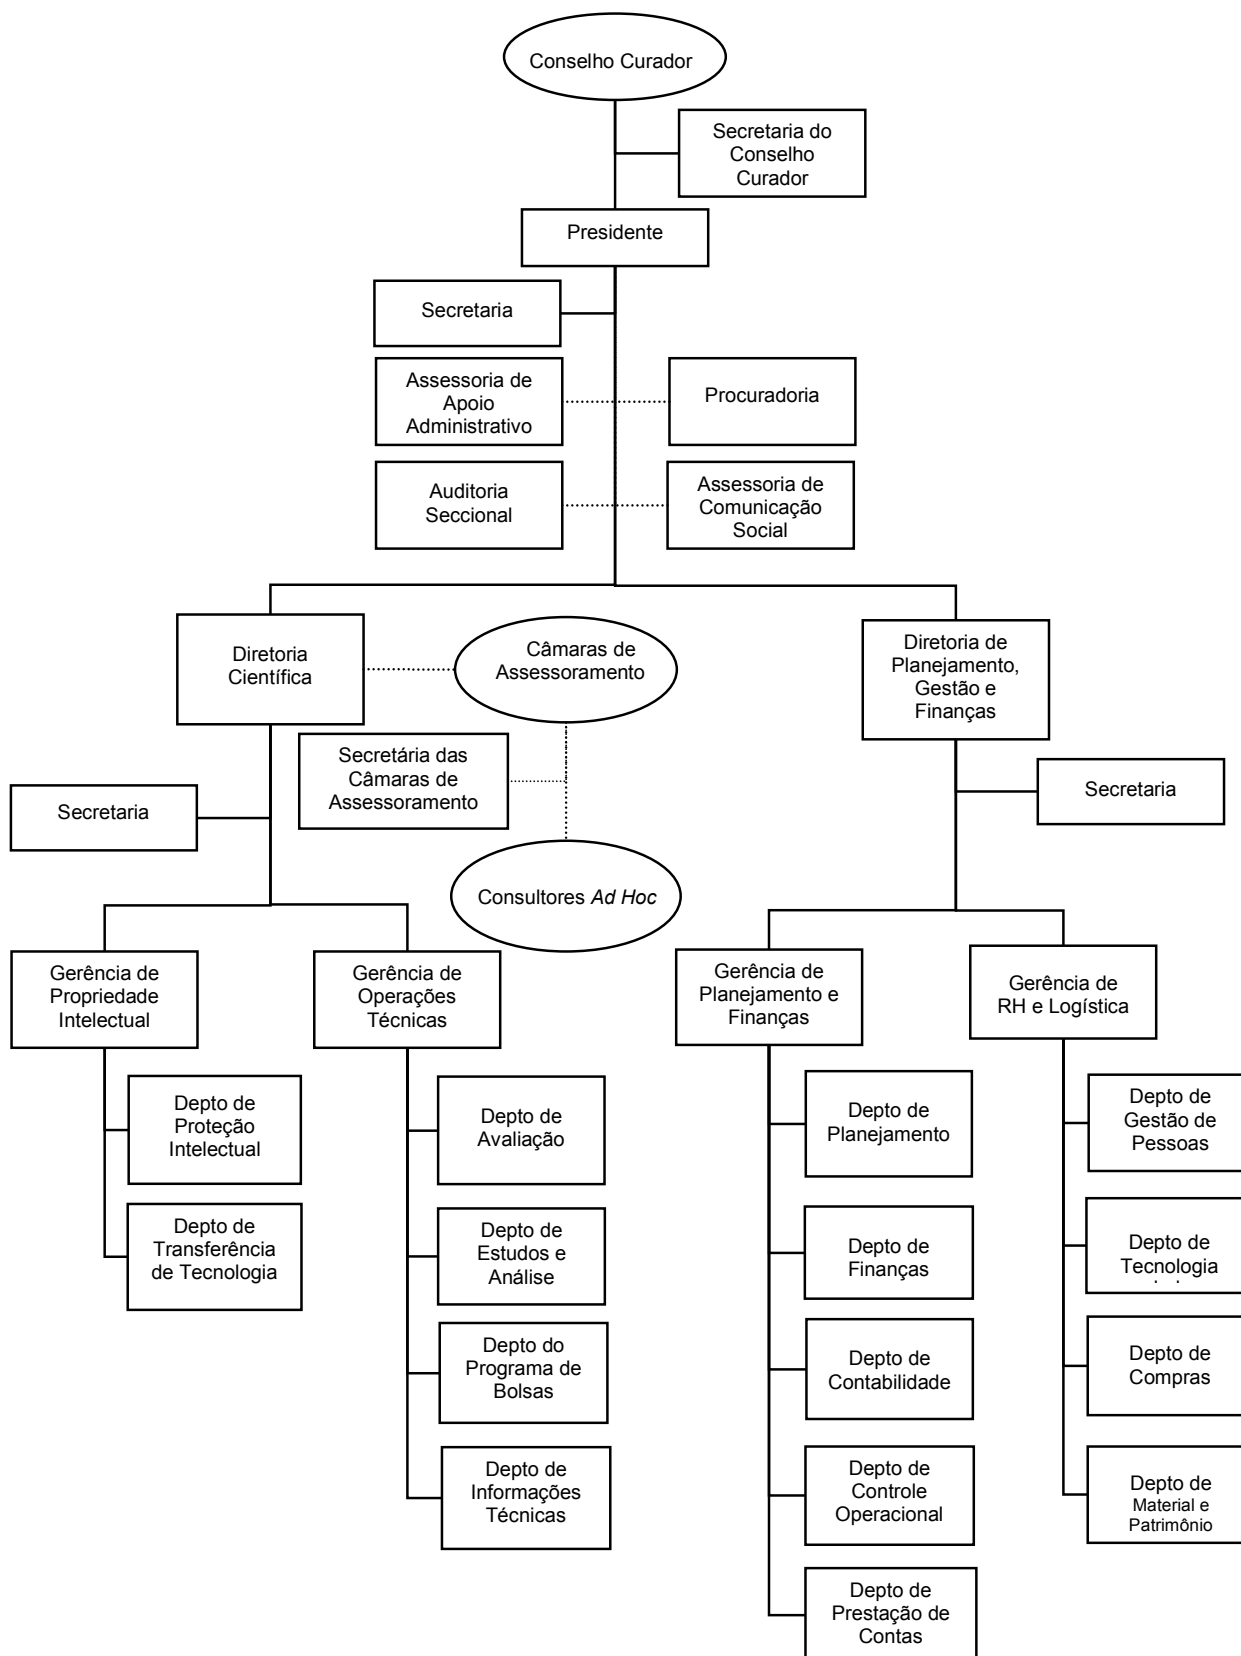 Conselho Curador
Secretaria do
Conselho
Curador
Presidente
Secretaria
Assessoria de
Apoio
Administrativo
Procuradoria
Auditoria
Seccional
Assessoria de
Comunicação
Social
Diretoria
Científica
Câmaras de
Assessoramento
Diretoria de
Planejamento,
Gestão e
Finanças
Secretária das
Câmaras de
Assessoramento
Secretaria
Secretaria
Consultores Ad Hoc
Gerência de
Propriedade
Intelectual
Gerência de
Operações
Técnicas
Gerência de
Planejamento e
Finanças
Gerência de
RH e Logística
Depto de
Proteção
Intelectual
Depto de
Transferência
de Tecnologia
Depto de
Avaliação
Depto de
Estudos e
Análise
Depto do
Programa de
Bolsas
Depto de
Informações
Técnicas
Depto de
Planejamento
Depto de
Finanças
Depto de
Contabilidade
Depto de
Controle
Operacional
Depto de
Prestação de
Contas
Depto de
Gestão de
Pessoas
Depto de
Tecnologia
Depto de
Compras
Depto de
Material e
Patrimônio